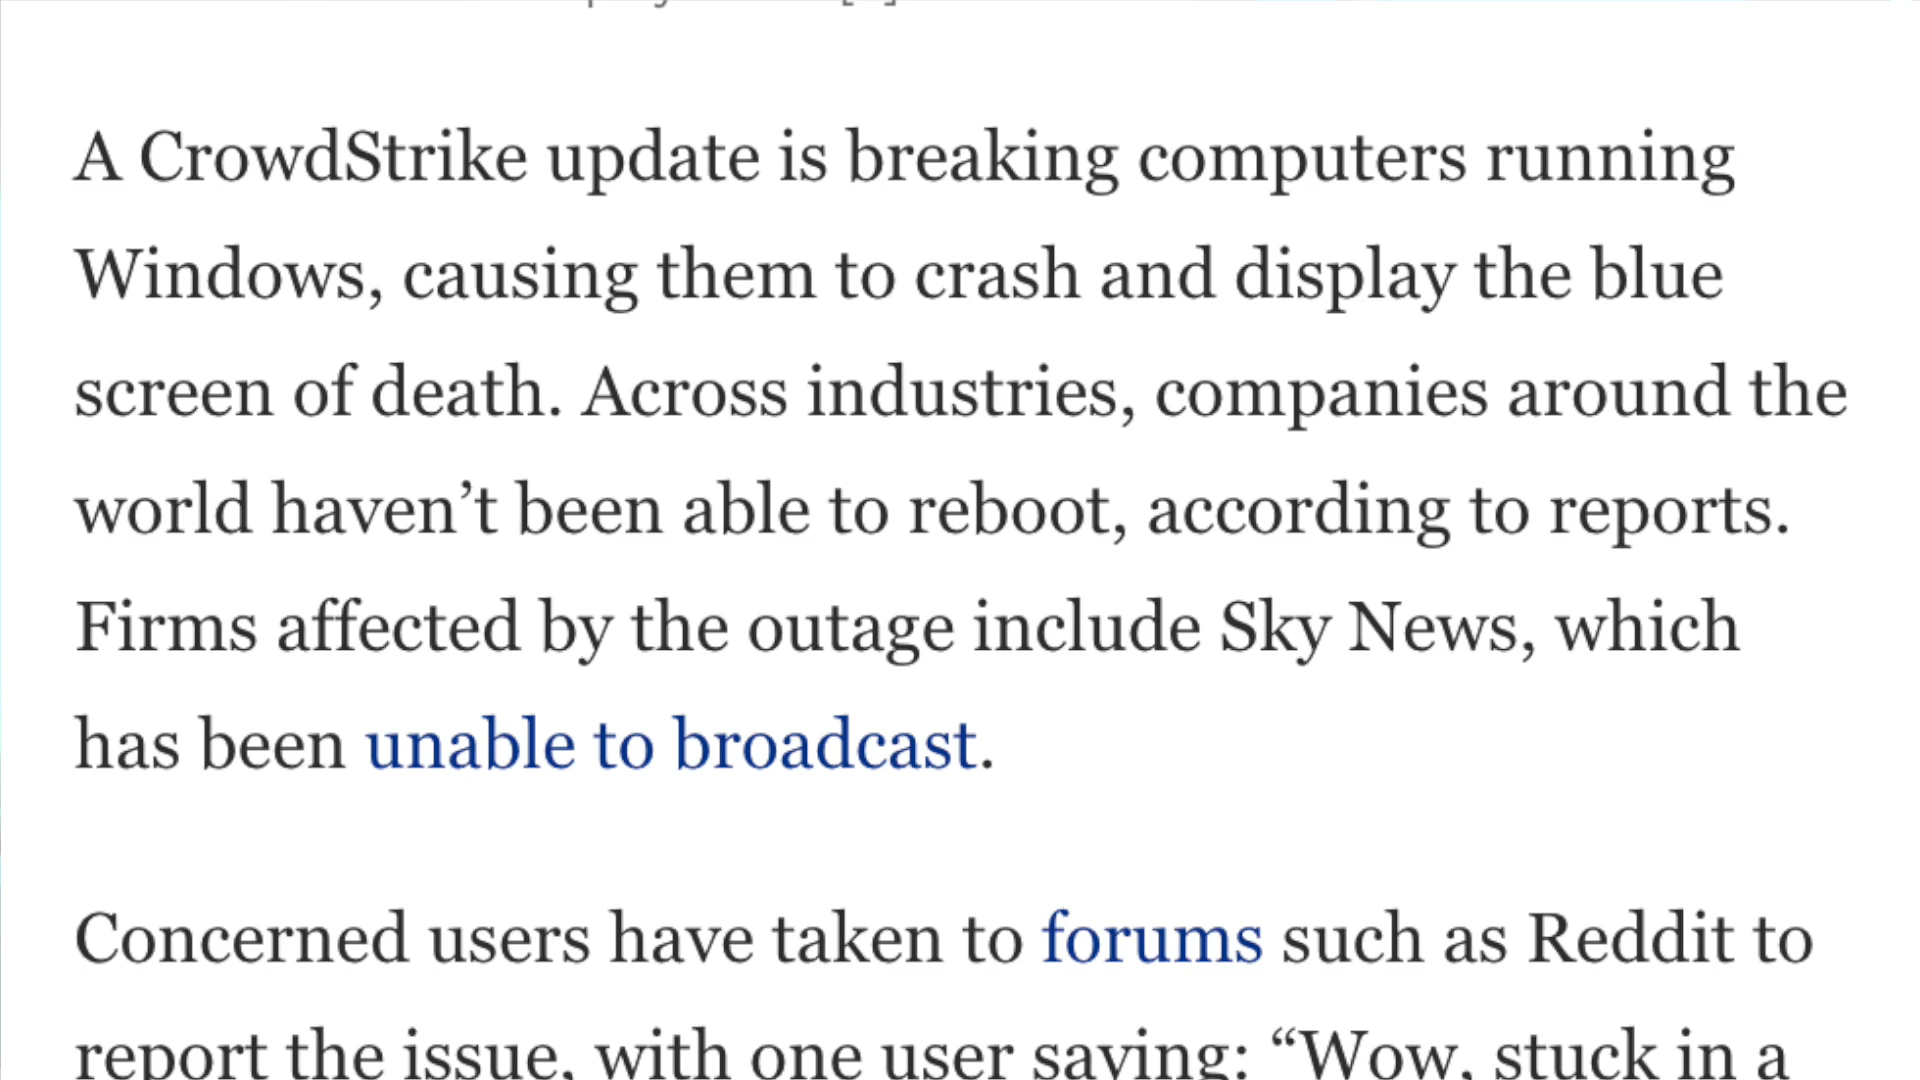 A CrowdStrike update is breaking computers running
Windows, causing them to crash and display the blue
screen of death. Across industries, companies around the
world haven’t been able to reboot, according to reports.
Firms affected by the outage include Sky News, which
has been unable to broadcast.
Concerned users have taken to forums such as Reddit to
report the issue, with one user saying: “Wow, stuck in a